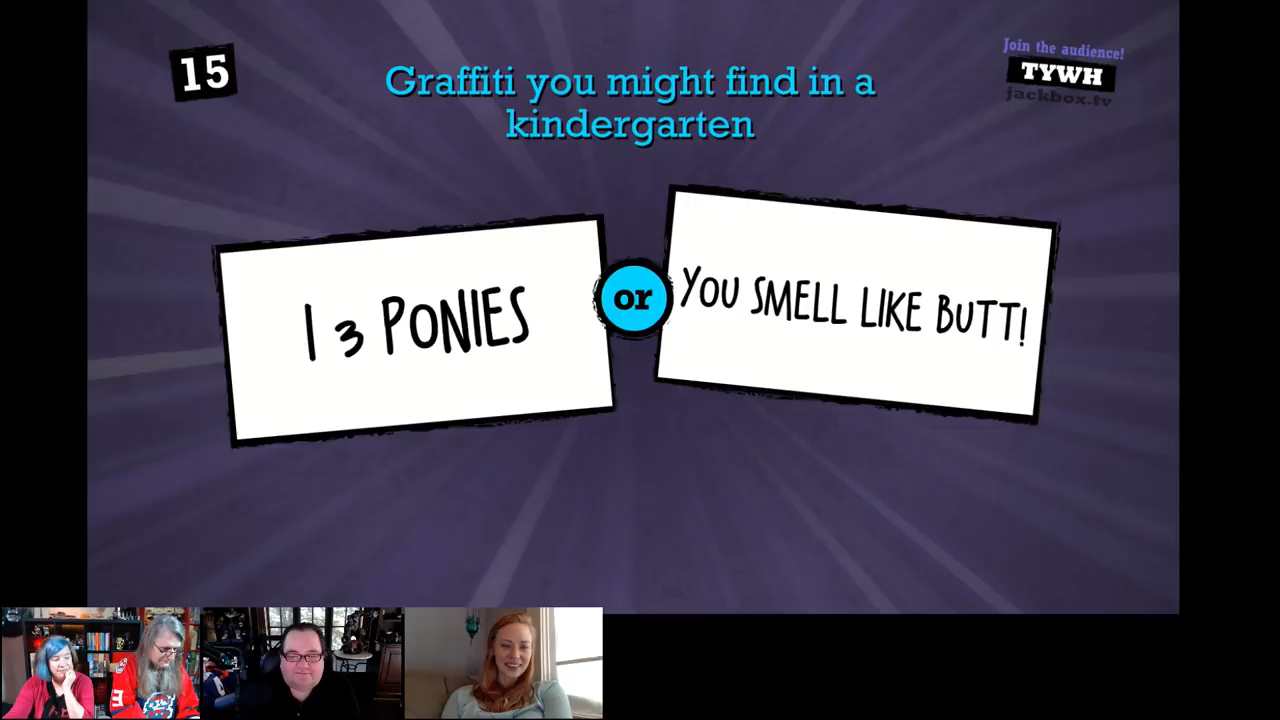 15
Graffiti you might find in a
kindergarten
Join the audience!
TYWH
jackbox.tv
I 3 PONIES
or
YOU SMELL LIKE BUTT!